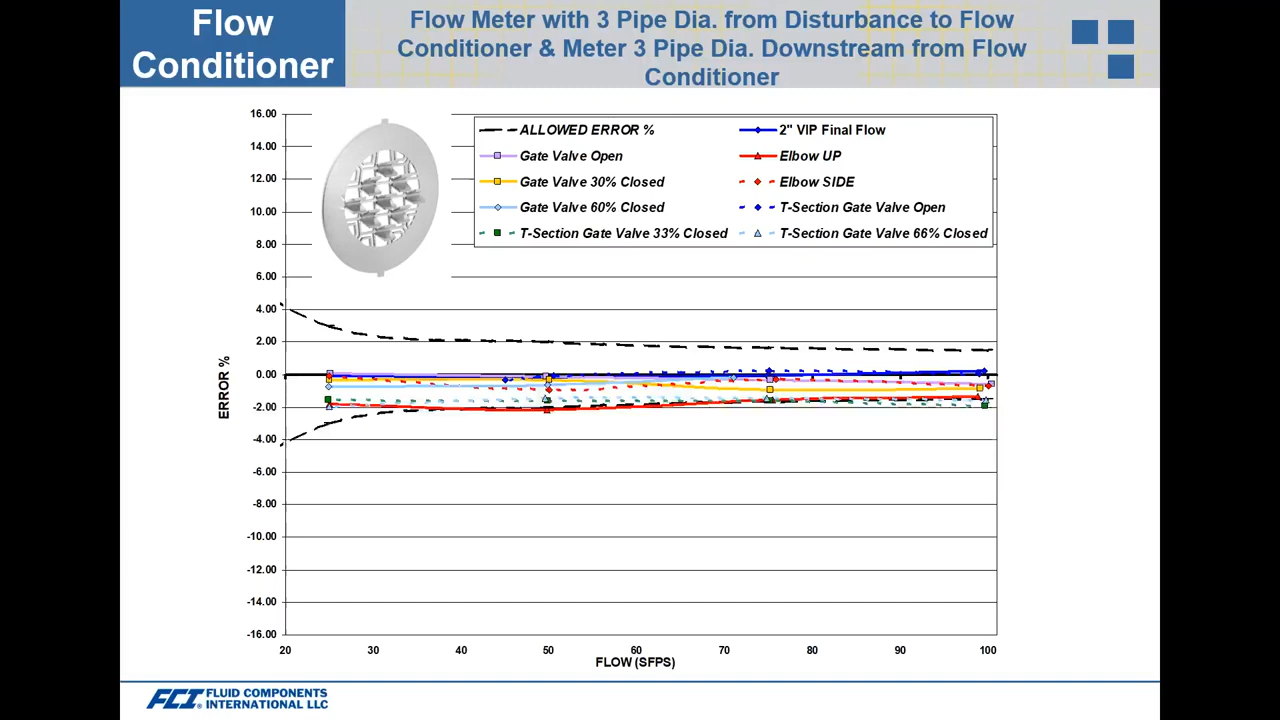 Flow
Conditioner
Flow Meter with 3 Pipe Dia. from Disturbance to Flow
Conditioner & Meter 3 Pipe Dia. Downstream from Flow
Conditioner
16.00
14.00
12.00
10.00
8.00
6.00
4.00
2.00
0.00
-2.00
-4.00
-6.00
-8.00
-10.00
-12.00
-14.00
-16.00
ERROR %
ALLOWED ERROR %
2" VIP Final Flow
Gate Valve Open
Elbow UP
Gate Valve 30% Closed
Elbow SIDE
Gate Valve 60% Closed
T-Section Gate Valve Open
T-Section Gate Valve 33% Closed
T-Section Gate Valve 66% Closed
20 30 40 50 60 70 80 90 100
FLOW (SFPS)
FCI® FLUID COMPONENTS
INTERNATIONAL LLC